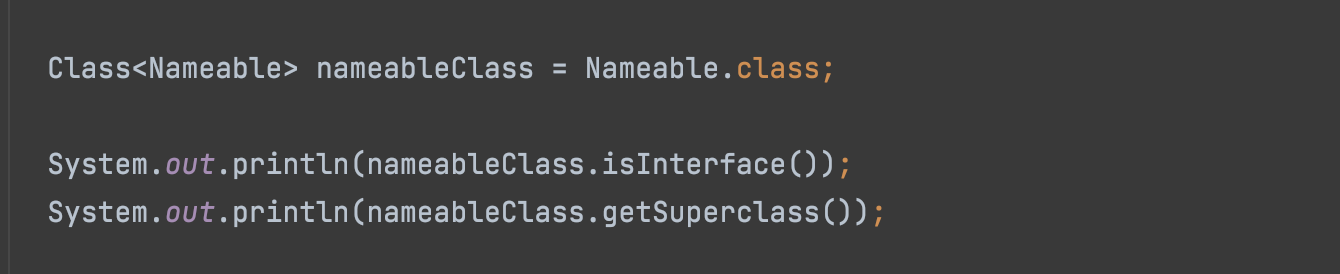 Class<Nameable> nameableClass = Nameable.class;
System.out.println(nameableClass.isInterface());
System.out.println(nameableClass.getSuperclass());